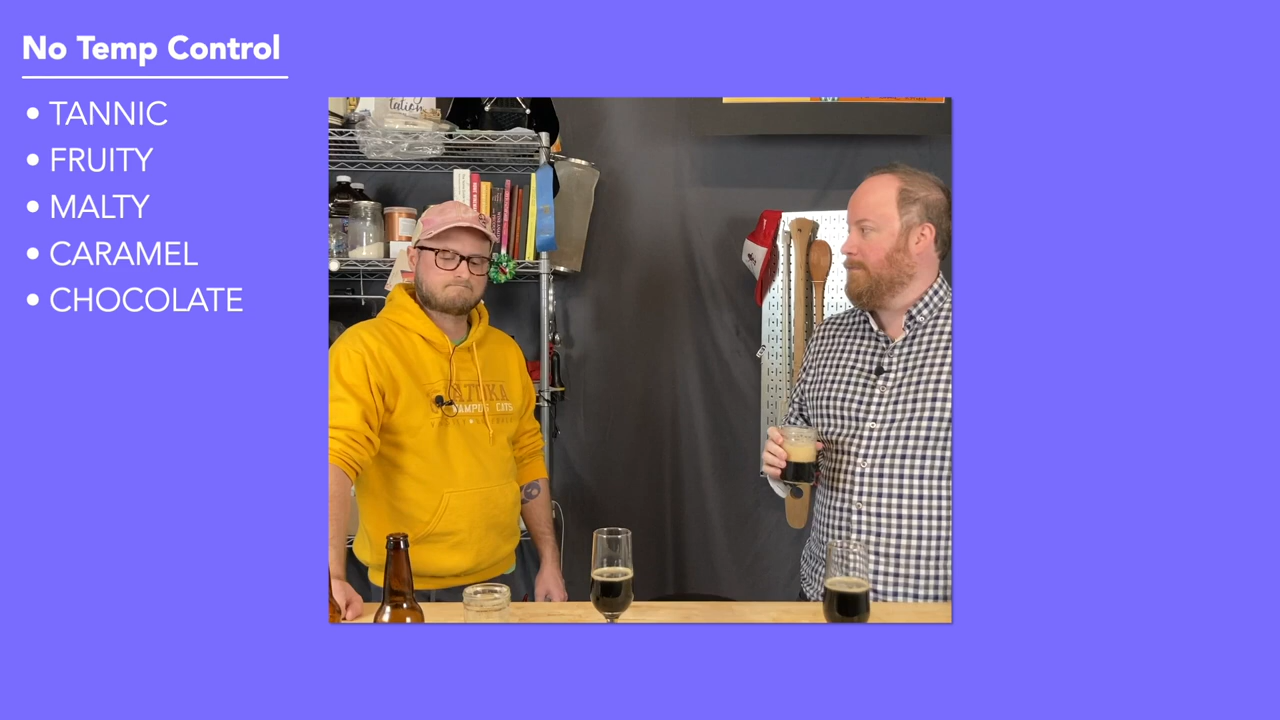 No Temp Control
• TANNIC
• FRUITY
• MALTY
• CARAMEL
• CHOCOLATE